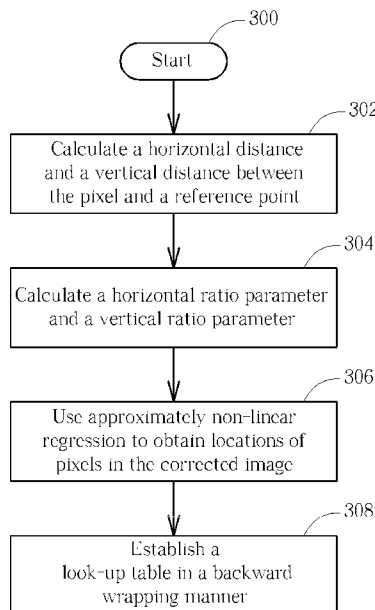 300
Start
302
Calculate a horizontal distance
and a vertical distance between
the pixel and a reference point
304
Calculate a horizontal ratio parameter
and a vertical ratio parameter
306
Use approximately non-linear
regression to obtain locations of
pixels in the corrected image
308
Establish a
look-up table in a backward
wrapping manner